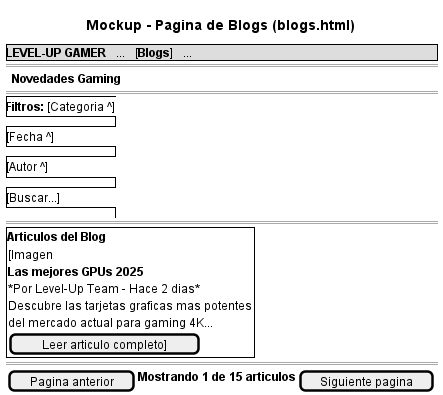 Mockup - Pagina de Blogs (blogs.html)
LEVEL-UP GAMER ... [Blogs] ...
Novedades Gaming
Filtros: [Categoria ^]
[Fecha ^]
[Autor ^]
[Buscar...]
Articulos del Blog
[Imagen
Las mejores GPUs 2025
*Por Level-Up Team - Hace 2 dias*
Descubre las tarjetas graficas mas potentes
del mercado actual para gaming 4K...
Leer articulo completo]
Pagina anterior Mostrando 1 de 15 articulos Siguiente pagina